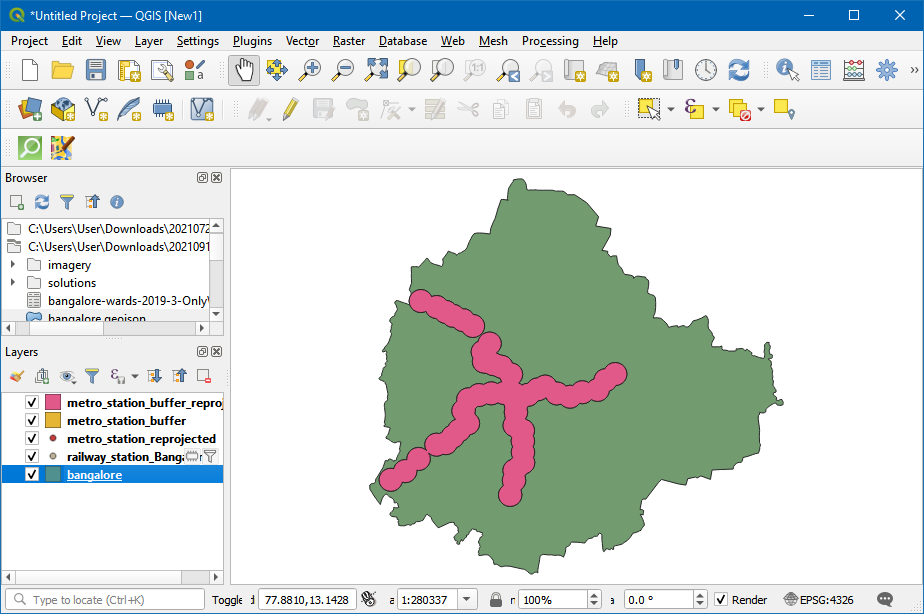 *Untitled Project — QGIS [New1]
Project Edit View Layer Settings Plugins Vector Raster Database Web Mesh Processing Help
Browser
C:\Users\User\Downloads\2021072
C:\Users\User\Downloads\2021091
imagery
solutions
bangalore-wards-2019-3-Only
bangalore.geojson
Layers
metro_station_buffer_reproj
metro_station_buffer
metro_station_reprojected
railway_station_Banga
bangalore
Type to locate (Ctrl+K) Toggle 77.8810,13.1428 1:280337 100% 0.0 ° Render EPSG:4326